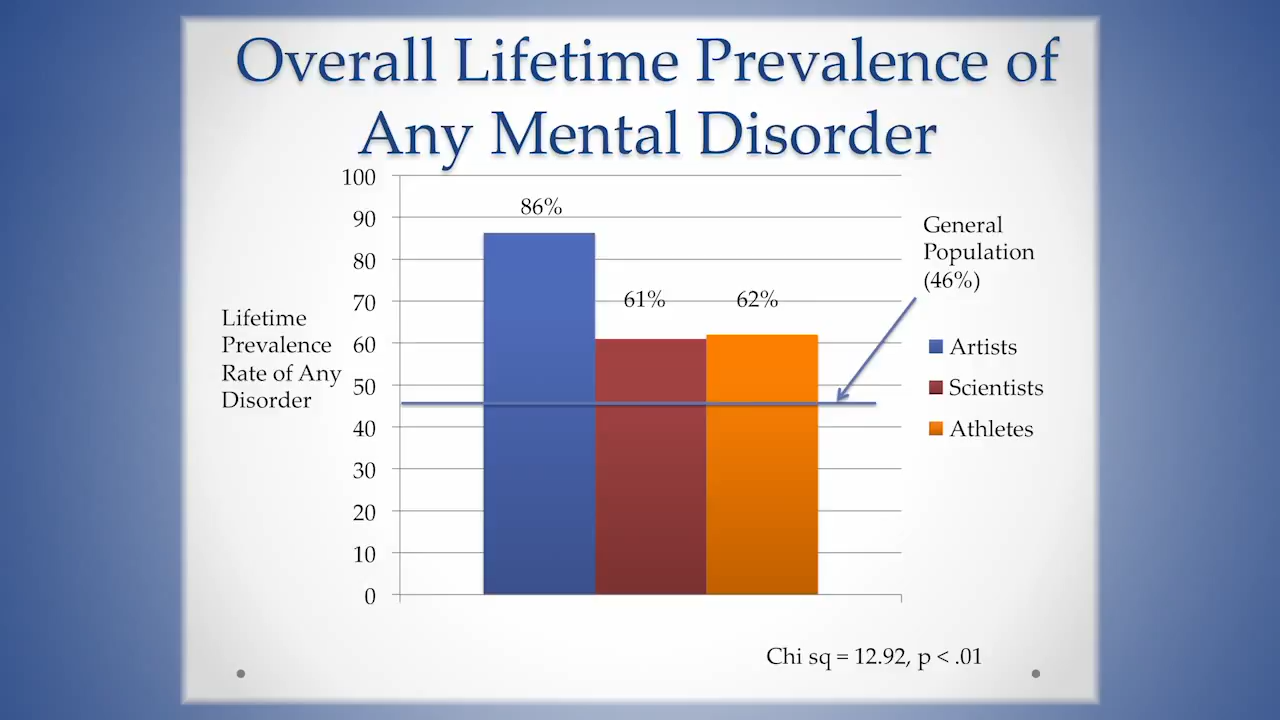 Overall Lifetime Prevalence of
Any Mental Disorder
100
90
80
70
60
50
40
30
20
10
0
Lifetime
Prevalence
Rate of Any
Disorder
86%
61%
62%
General
Population
(46%)
Artists
Scientists
Athletes
Chi sq = 12.92, p < .01